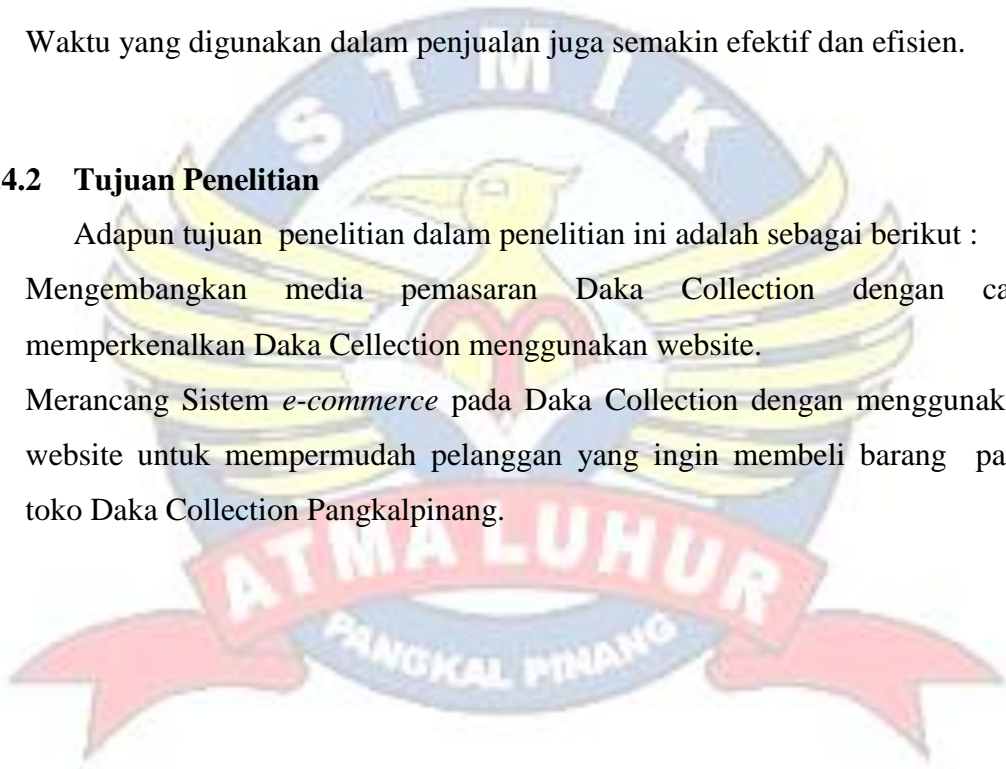 Waktu yang digunakan dalam penjualan juga semakin efektif dan efisien.
.4.2 Tujuan Penelitian
Adapun tujuan penelitian dalam penelitian ini adalah sebagai berikut :
Mengembangkan media pemasaran Daka Collection dengan ca
memperkenalkan Daka Cellection menggunakan website.
Merancang Sistem e-commerce pada Daka Collection dengan menggunak
website untuk mempermudah pelanggan yang ingin membeli barang pa
toko Daka Collection Pangkalpinang.
STMIK
ATMA LUHUR
PANGKAL PINANG